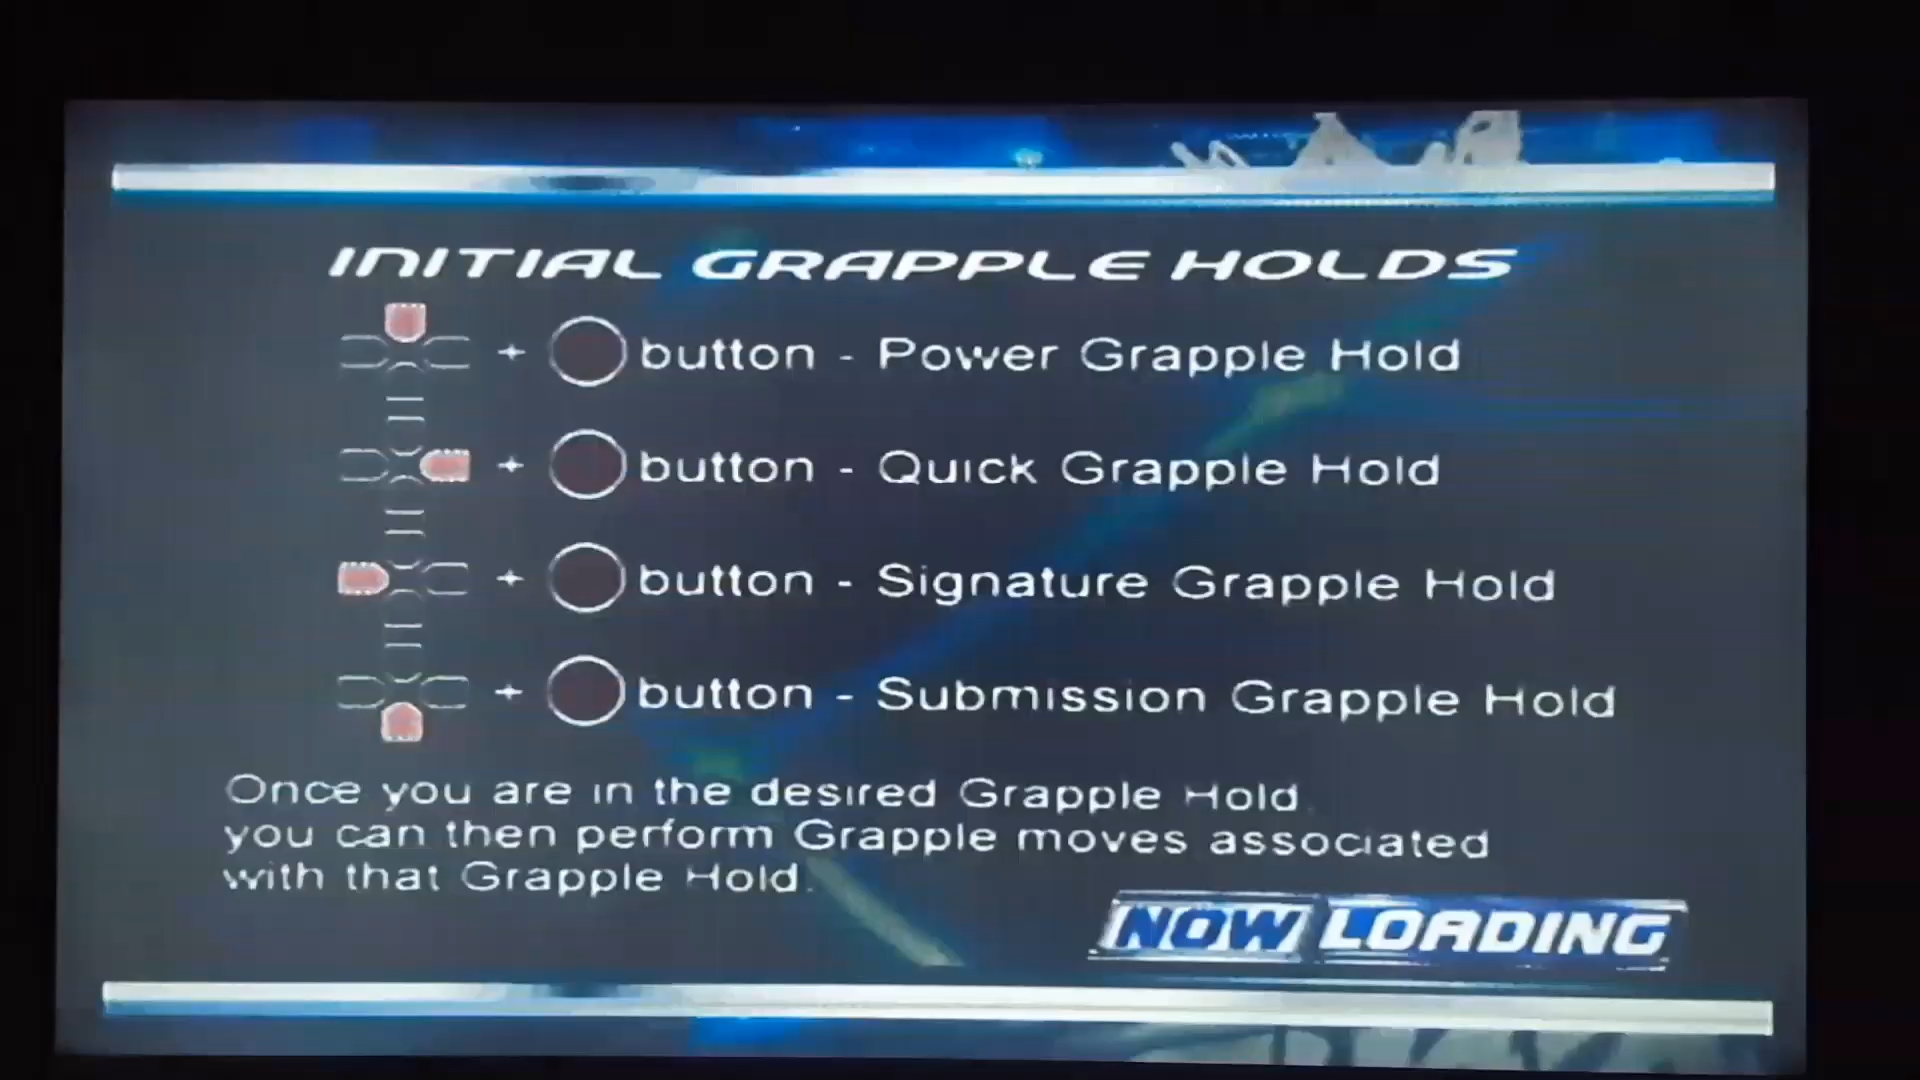 INITIAL GRAPPLE HOLDS
+ button - Power Grapple Hold
+ button - Quick Grapple Hold
+ button - Signature Grapple Hold
+ button - Submission Grapple Hold
Once you are in the desired Grapple Hold,
you can then perform Grapple moves associated
with that Grapple Hold.
NOW LOADING